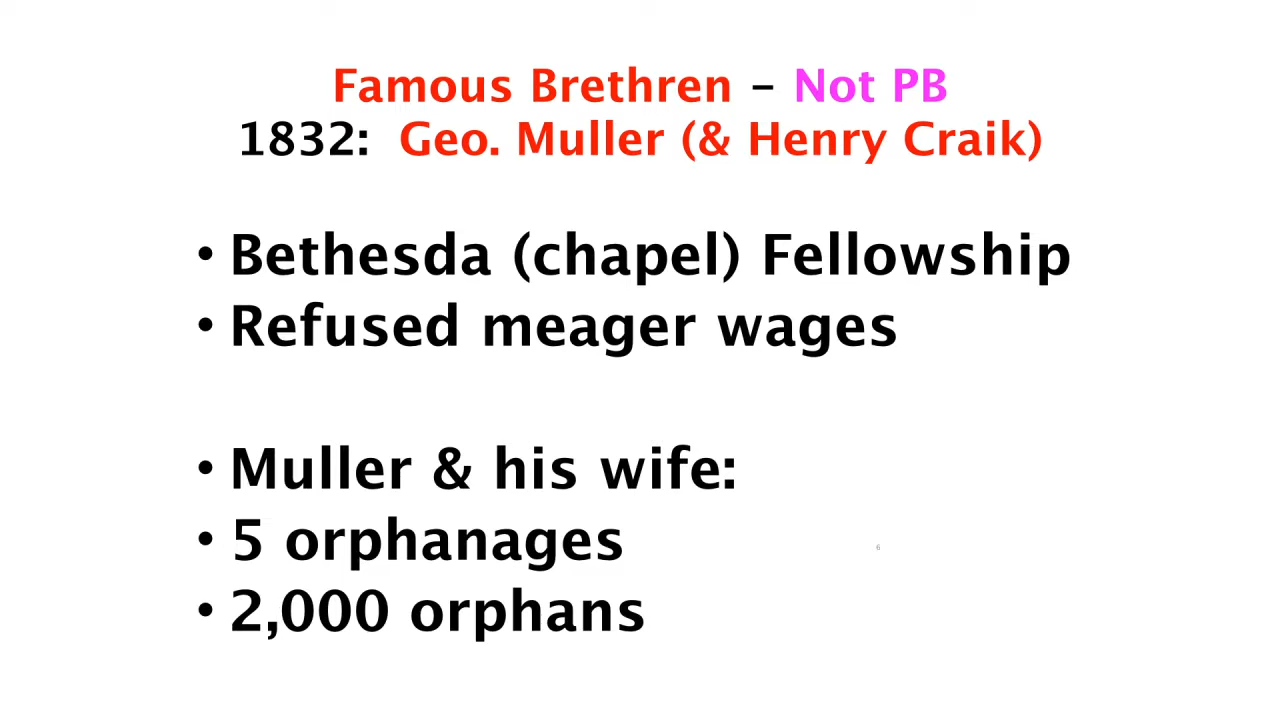 Famous Brethren – Not PB
1832: Geo. Muller (& Henry Craik)
• Bethesda (chapel) Fellowship
• Refused meager wages
• Muller & his wife:
• 5 orphanages
6
• 2,000 orphans